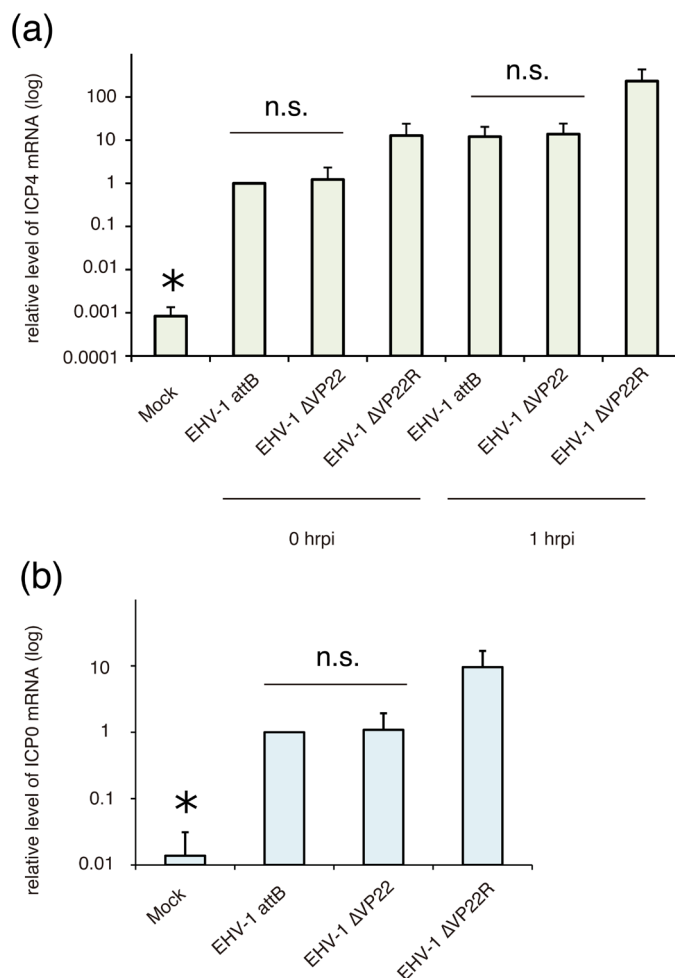 (a)
relative level of ICP4 mRNA (log)
100
10
1
0.1
0.01
0.001
0.0001
*
n.s.
n.s.
Mock
EHV-1 attB
EHV-1 ΔVP22
EHV-1 ΔVP22R
EHV-1 attB
EHV-1 ΔVP22
EHV-1 ΔVP22R
0 hrpi
1 hrpi
(b)
relative level of ICP0 mRNA (log)
10
1
0.1
0.01
*
n.s.
Mock
EHV-1 attB
EHV-1 ΔVP22
EHV-1 ΔVP22R